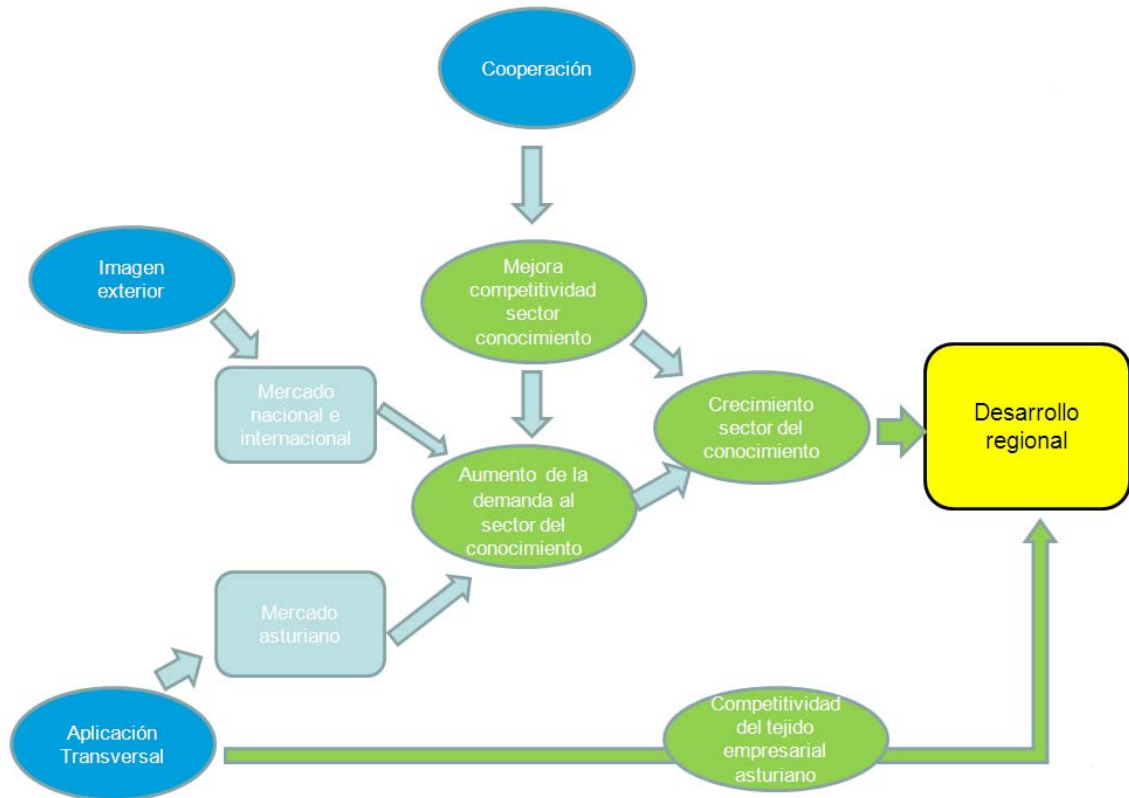 Cooperación
Imagen
exterior
Mejora
competitividad
sector
conocimiento
Mercado
nacional e
internacional
Crecimiento
sector del
conocimiento
Desarrollo
regional
Aumento de la
demanda al
sector del
conocimiento
Mercado
asturiano
Aplicación
Transversal
Competitividad
del tejido
empresarial
asturiano